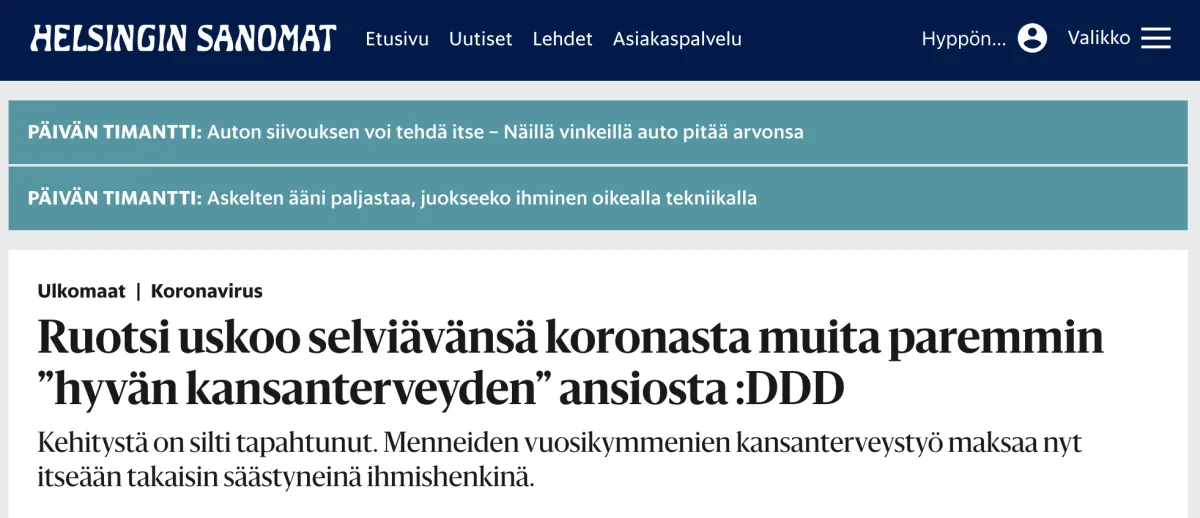 HELSINGIN SANOMAT Etusivu Uutiset Lehdet Asiakaspalvelu Hyppön... Valikko
PÄIVÄN TIMANTTI: Auton siivouksen voi tehdä itse – Näillä vinkeillä auto pitää arvonsa
PÄIVÄN TIMANTTI: Askelten ääni paljastaa, juokseeko ihminen oikealla tekniikalla
Ulkomaat | Koronavirus
Ruotsi uskoo selviävänsä koronasta muita paremmin
”hyvän kansanterveyden” ansiosta :DDD
Kehitystä on silti tapahtunut. Menneiden vuosikymmenien kansanterveystyö maksaa nyt
itseään takaisin säästyneinä ihmishenkinä.